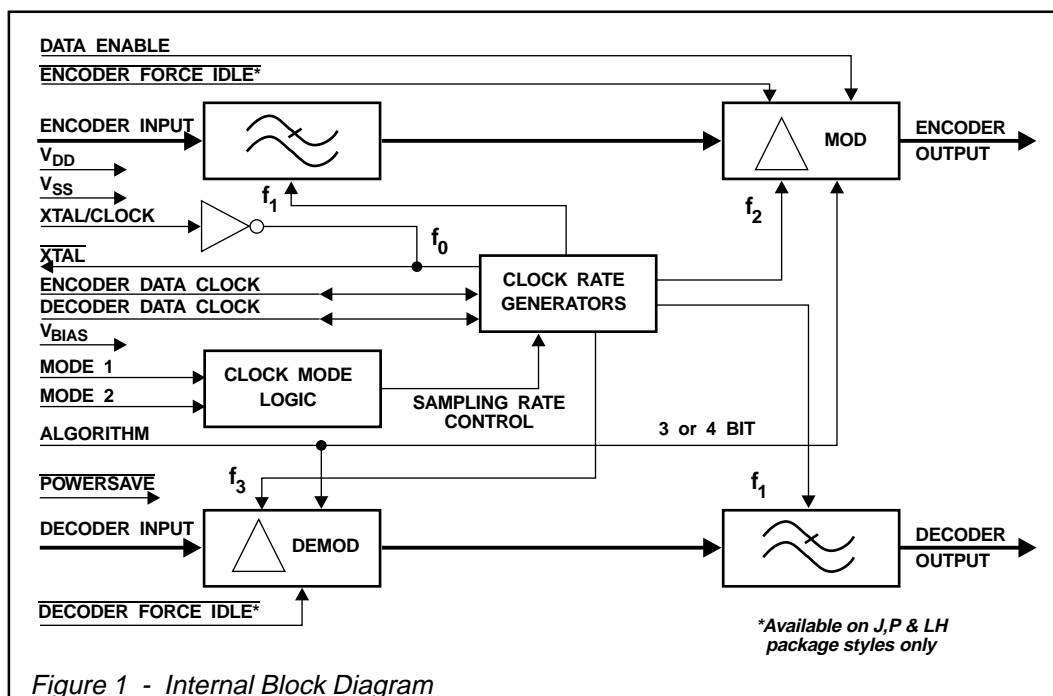 DATA ENABLE
ENCODER FORCE IDLE*
ENCODER INPUT
MOD
ENCODER
OUTPUT
VDD
VSS
f1
f2
XTAL/CLOCK
f0
XTAL
CLOCK RATE
GENERATORS
ENCODER DATA CLOCK
DECODER DATA CLOCK
VBIAS
MODE 1
MODE 2
CLOCK MODE
LOGIC
SAMPLING RATE
CONTROL
ALGORITHM
3 or 4 BIT
POWERSAVE
f3
f1
DECODER INPUT
DEMOD
DECODER
OUTPUT
DECODER FORCE IDLE*
*Available on J,P & LH
package styles only
Figure 1 - Internal Block Diagram